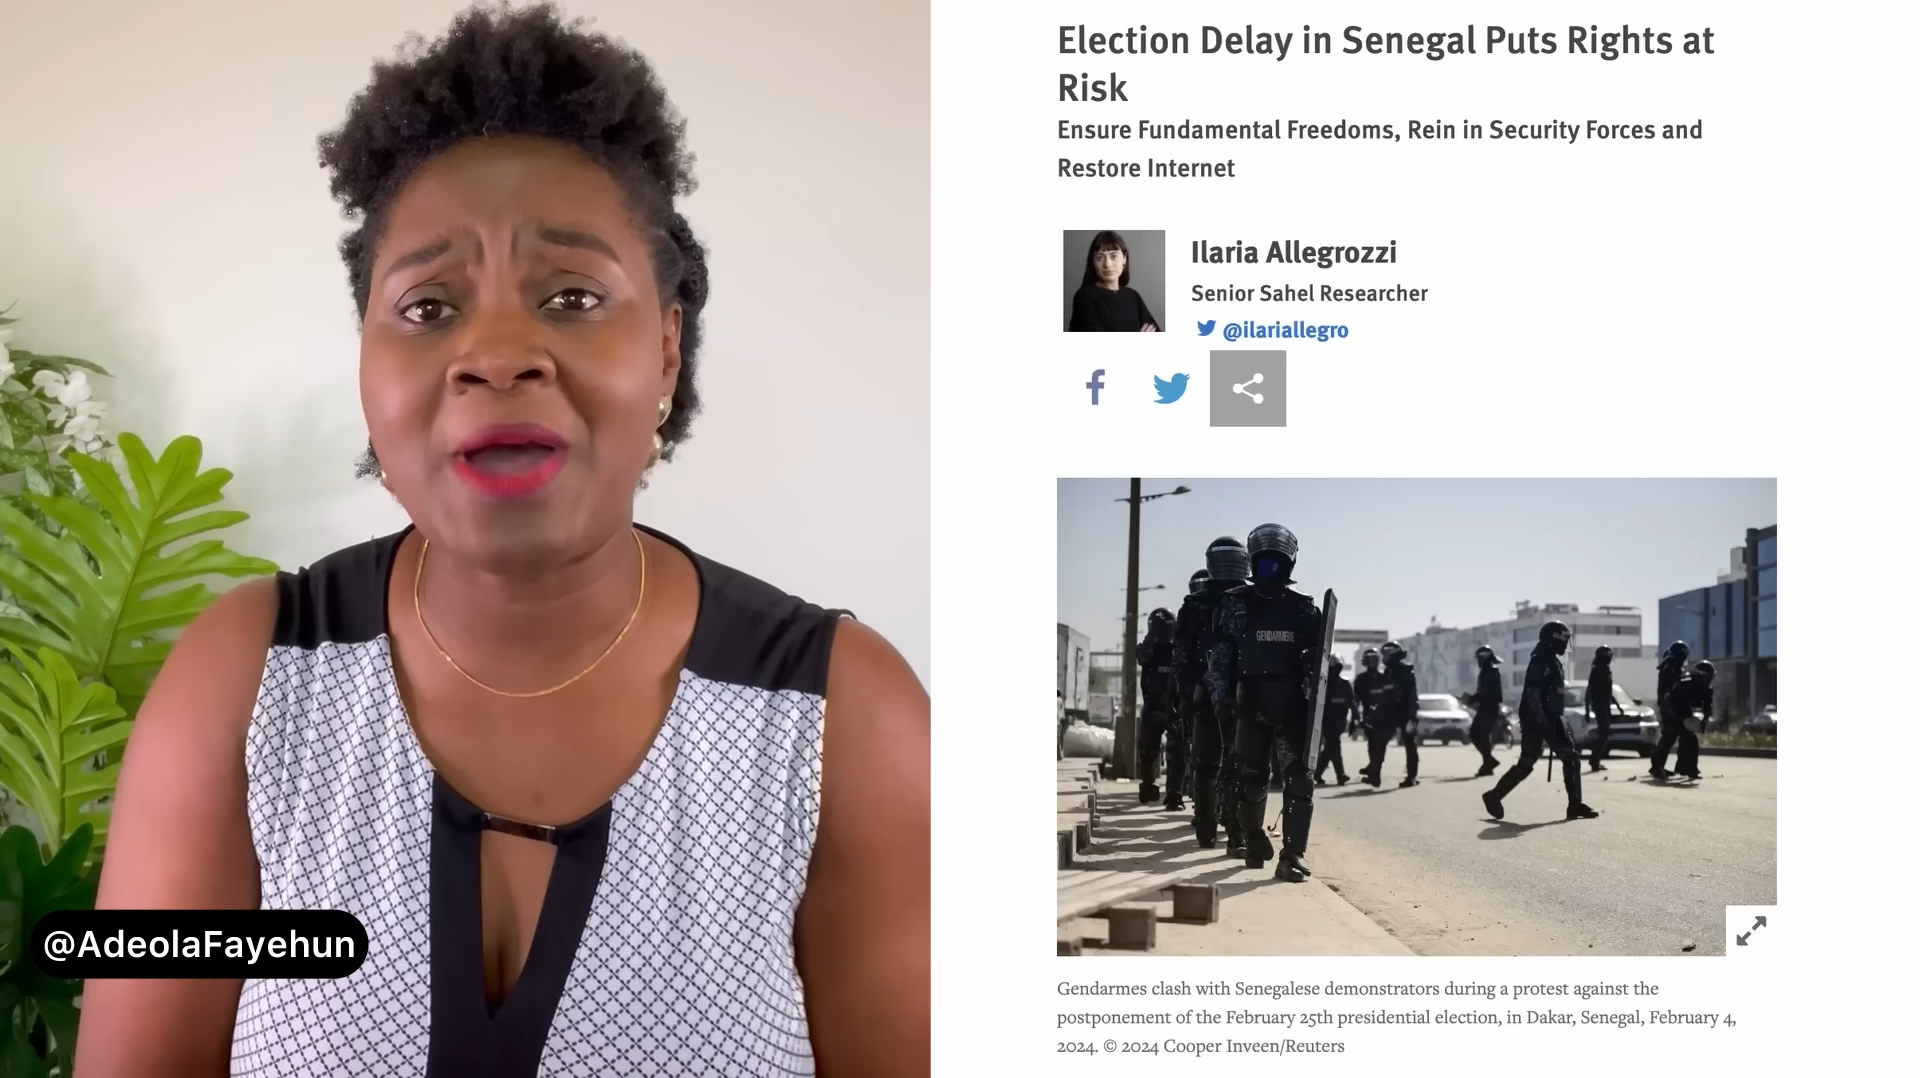 Election Delay in Senegal Puts Rights at
Risk
Ensure Fundamental Freedoms, Rein in Security Forces and
Restore Internet
Ilaria Allegrozzi
Senior Sahel Researcher
@ilariallegro
GENDARMERIE
Gendarmes clash with Senegalese demonstrators during a protest against the
postponement of the February 25th presidential election, in Dakar, Senegal, February 4,
2024. © 2024 Cooper Inveen/Reuters
@AdeolaFayehun